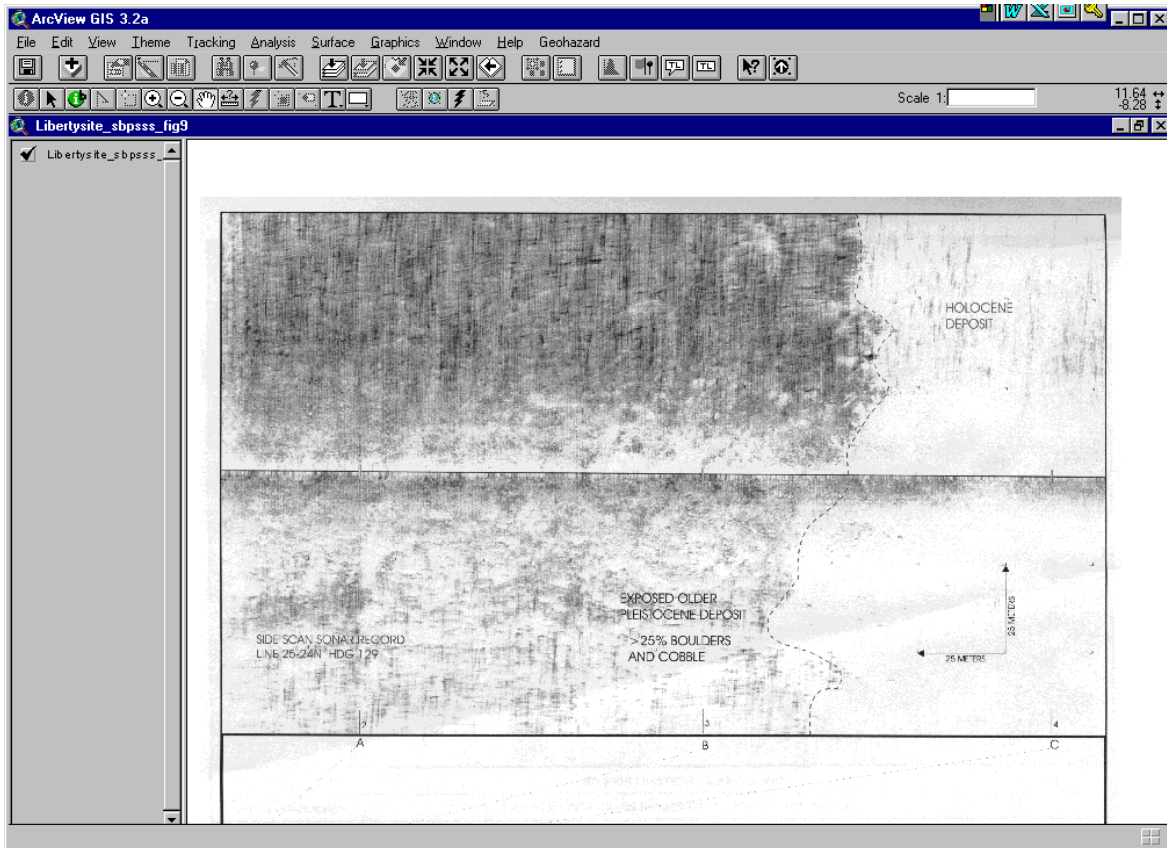 ArcView GIS 3.2a
File Edit View Theme Tracking Analysis Surface Graphics Window Help Geohazard
Scale 1:
11.64
-8.28
Libertysite_sbpsss_fig9
Libertysite_sbpsss_
HOLOCENE
DEPOSIT
EXPOSED OLDER
PLEISTOCENE DEPOSIT
>25% BOULDERS
AND COBBLE
SIDE SCAN SONAR RECORD
LINE 25-24N HDG 129
25 METERS
25 METERS
2
3
4
A
B
C